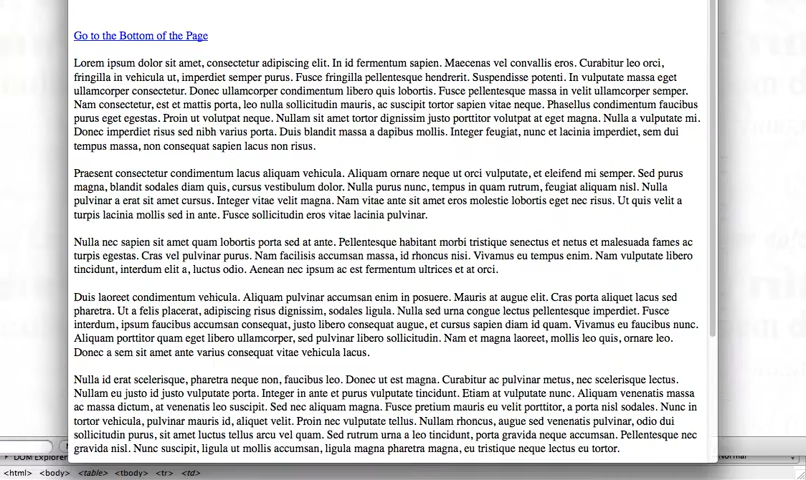 Go to the Bottom of the Page
Lorem ipsum dolor sit amet, consectetur adipiscing elit. In id fermentum sapien. Maecenas vel convallis eros. Curabitur leo orci,
fringilla in vehicula ut, imperdiet semper purus. Fusce fringilla pellentesque hendrerit. Suspendisse potenti. In vulputate massa eget
ullamcorper consectetur. Donec ullamcorper condimentum libero quis lobortis. Fusce pellentesque massa in velit ullamcorper semper.
Nam consectetur, est et mattis porta, leo nulla sollicitudin mauris, ac suscipit tortor sapien vitae neque. Phasellus condimentum faucibus
purus eget egestas. Proin ut volutpat neque. Nullam sit amet tortor dignissim justo porttitor volutpat at eget magna. Nulla a vulputate mi.
Donec imperdiet risus sed nibh varius porta. Duis blandit massa a dapibus mollis. Integer feugiat, nunc et lacinia imperdiet, sem dui
tempus massa, non consequat sapien lacus non risus.
Praesent consectetur condimentum lacus aliquam vehicula. Aliquam ornare neque ut orci vulputate, et eleifend mi semper. Sed purus
magna, blandit sodales diam quis, cursus vestibulum dolor. Nulla purus nunc, tempus in quam rutrum, feugiat aliquam nisl. Nulla
pulvinar a erat sit amet cursus. Integer vitae velit magna. Nam vitae ante sit amet eros molestie lobortis eget nec risus. Ut quis velit a
turpis lacinia mollis sed in ante. Fusce sollicitudin eros vitae lacinia pulvinar.
Nulla nec sapien sit amet quam lobortis porta sed at ante. Pellentesque habitant morbi tristique senectus et netus et malesuada fames ac
turpis egestas. Cras vel pulvinar purus. Nam facilisis accumsan massa, id rhoncus nisi. Vivamus eu tempus enim. Nam vulputate libero
tincidunt, interdum elit a, luctus odio. Aenean nec ipsum ac est fermentum ultrices et at orci.
Duis laoreet condimentum vehicula. Aliquam pulvinar accumsan enim in posuere. Mauris at augue elit. Cras porta aliquet lacus sed
pharetra. Ut a felis placerat, adipiscing risus dignissim, sodales ligula. Nulla sed urna congue lectus pellentesque imperdiet. Fusce
interdum, ipsum faucibus accumsan consequat, justo libero consequat augue, et cursus sapien diam id quam. Vivamus eu faucibus nunc.
Aliquam porttitor quam eget libero ullamcorper, sed pulvinar libero sollicitudin. Nam et magna laoreet, mollis leo quis, ornare leo.
Donec a sem sit amet ante varius consequat vitae vehicula lacus.
Nulla id erat scelerisque, pharetra neque non, faucibus leo. Donec ut est magna. Curabitur ac pulvinar metus, nec scelerisque lectus.
Nullam eu justo id justo vulputate porta. Integer in ante et purus vulputate tincidunt. Etiam at vulputate nunc. Aliquam venenatis massa
ac massa dictum, at venenatis leo suscipit. Sed nec aliquam magna. Fusce pretium mauris eu velit porttitor, a porta nisl sodales. Nunc in
tortor vehicula, pulvinar mauris id, aliquet velit. Proin nec vulputate tellus. Nullam rhoncus, augue sed venenatis pulvinar, odio dui
sollicitudin purus, sit amet luctus tellus arcu vel quam. Sed rutrum urna a leo tincidunt, porta gravida neque accumsan. Pellentesque nec
nisl. Nunc suscipit, ligula ut mollis accumsan, ligula magna pharetra magna, eu tristique neque lectus eu tortor.
DOM Explorer
<html> <body> <table> <tbody> <tr> <td>